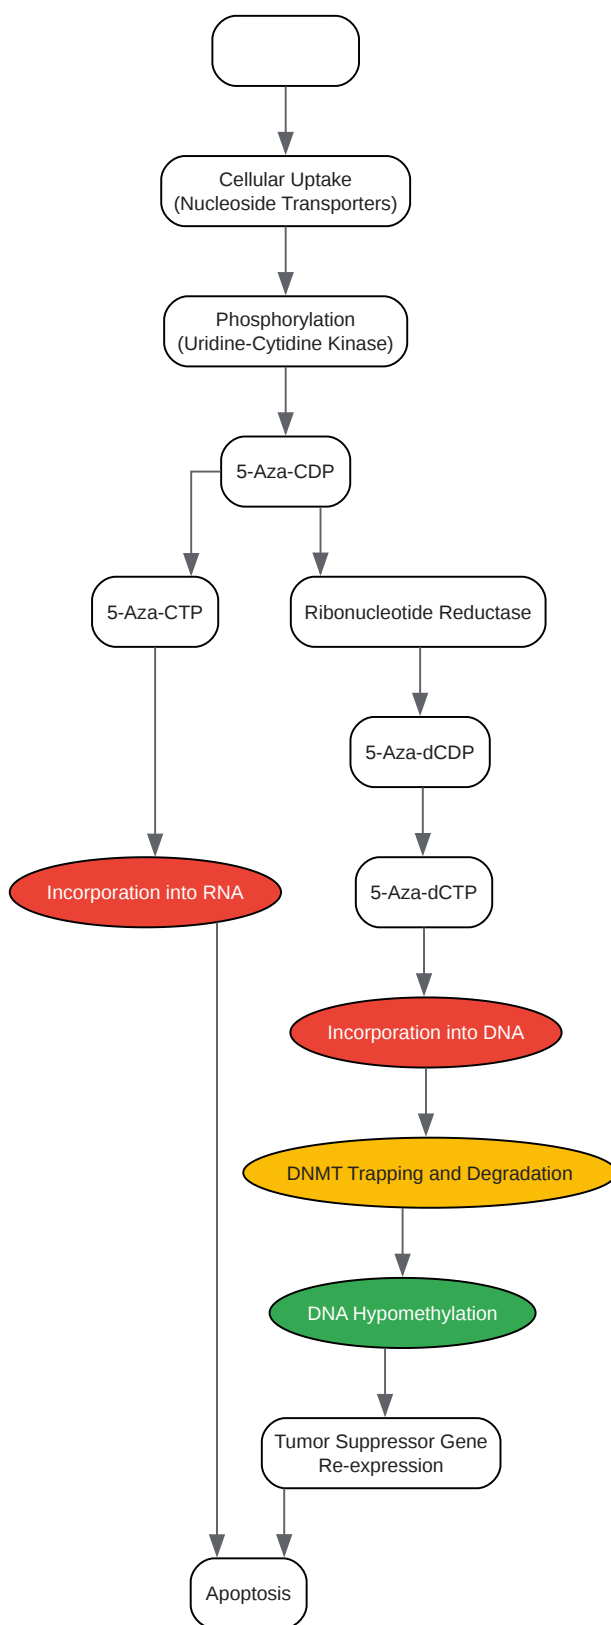 Cellular Uptake
(Nucleoside Transporters)
Phosphorylation
(Uridine-Cytidine Kinase)
5-Aza-CDP
5-Aza-CTP
Ribonucleotide Reductase
5-Aza-dCDP
Incorporation into RNA
5-Aza-dCTP
Incorporation into DNA
DNMT Trapping and Degradation
DNA Hypomethylation
Tumor Suppressor Gene
Re-expression
Apoptosis